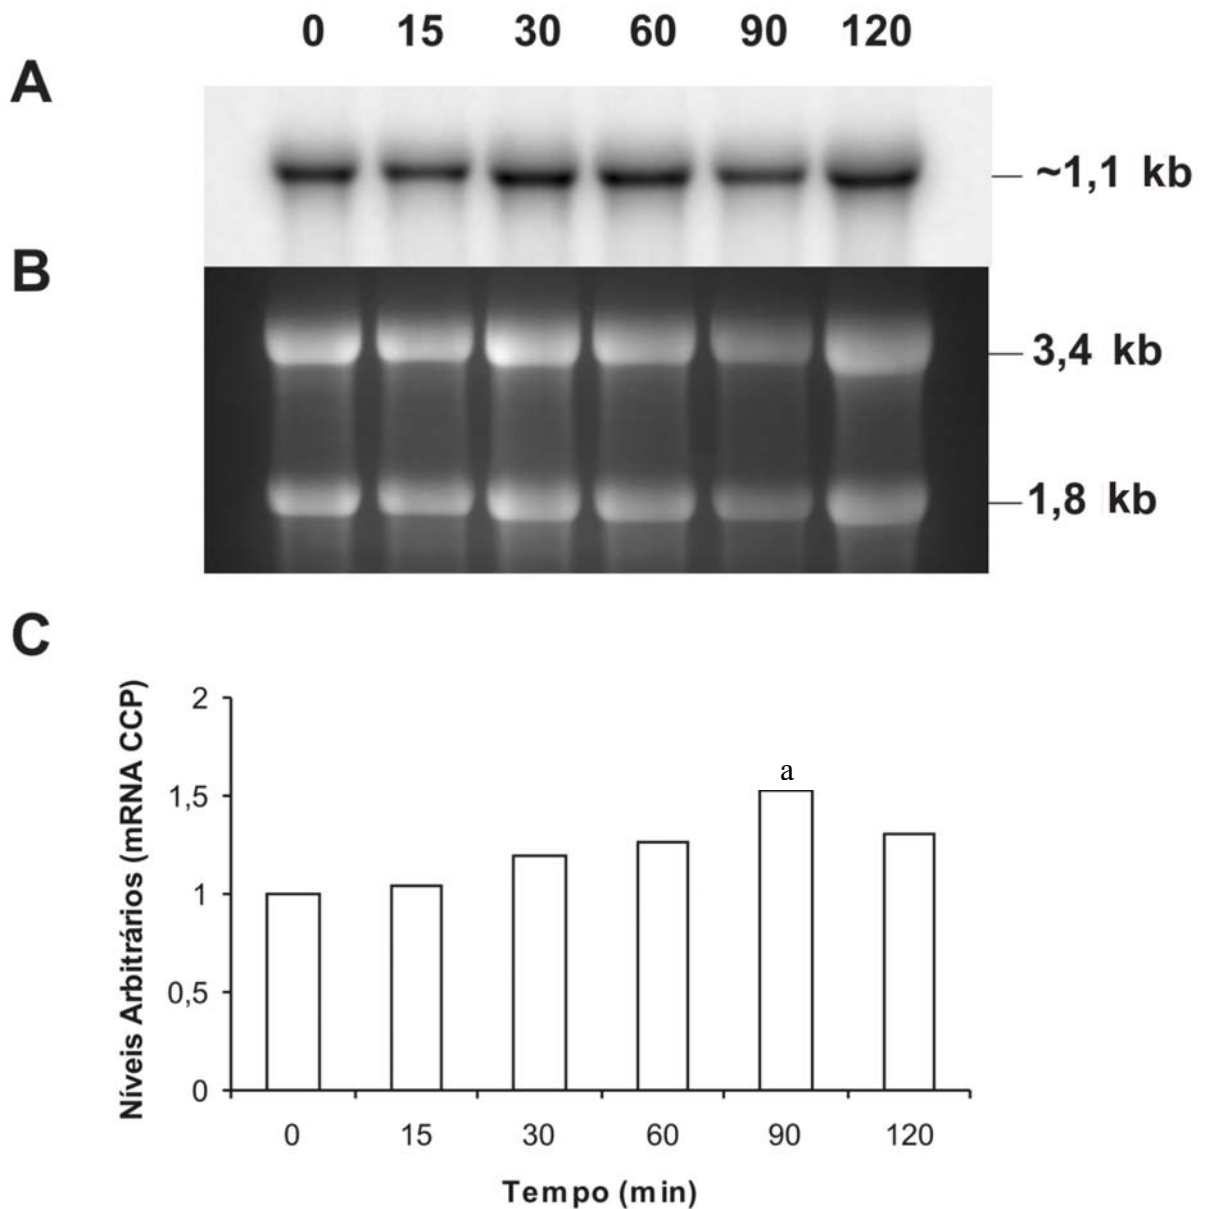 0 15 30 60 90 120
A
~1,1 kb
B
3,4 kb
1,8 kb
C
Níveis Arbitrários (mRNA CCP)
2
a
1,5
1
0,5
0
0 15 30 60 90 120
Tempo (min)